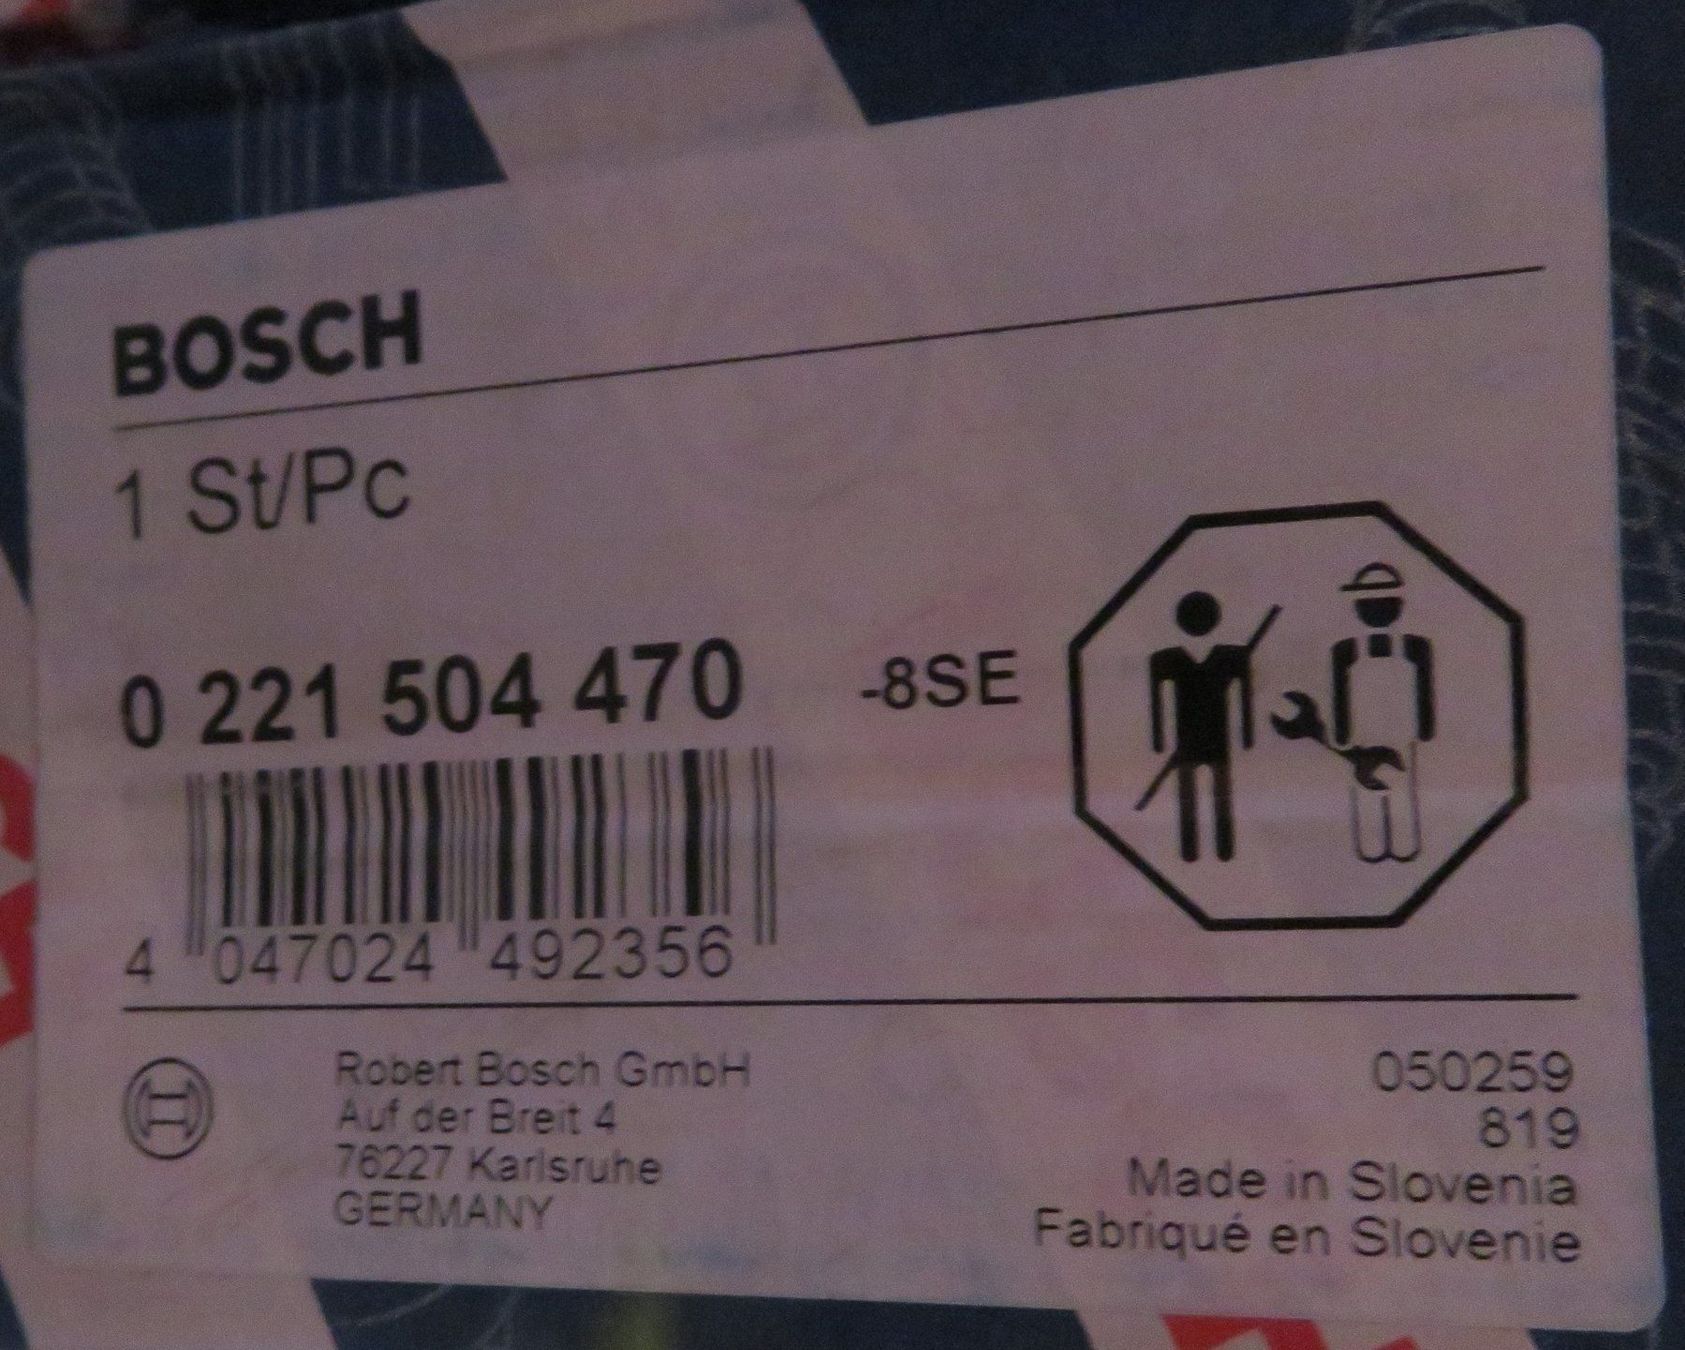 BOSCH
1 St/Pc
0 221 504 470 -8SE
4 047024 492356
Robert Bosch GmbH
Auf der Breit 4
76227 Karlsruhe
GERMANY
050259
819
Made in Slovenia
Fabriqué en Slovenie